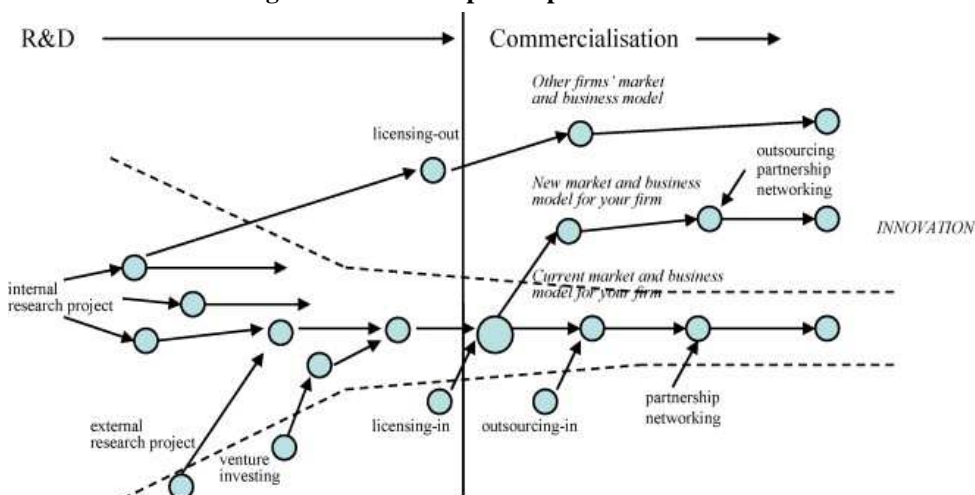 R&D
Commercialisation
Other firms' market
and business model
licensing-out
outsourcing
partnership
networking
New market and business
model for your firm
INNOVATION
Current market and business
model for your firm
internal
research project
external
research project
venture
investing
licensing-in
outsourcing-in
partnership
networking